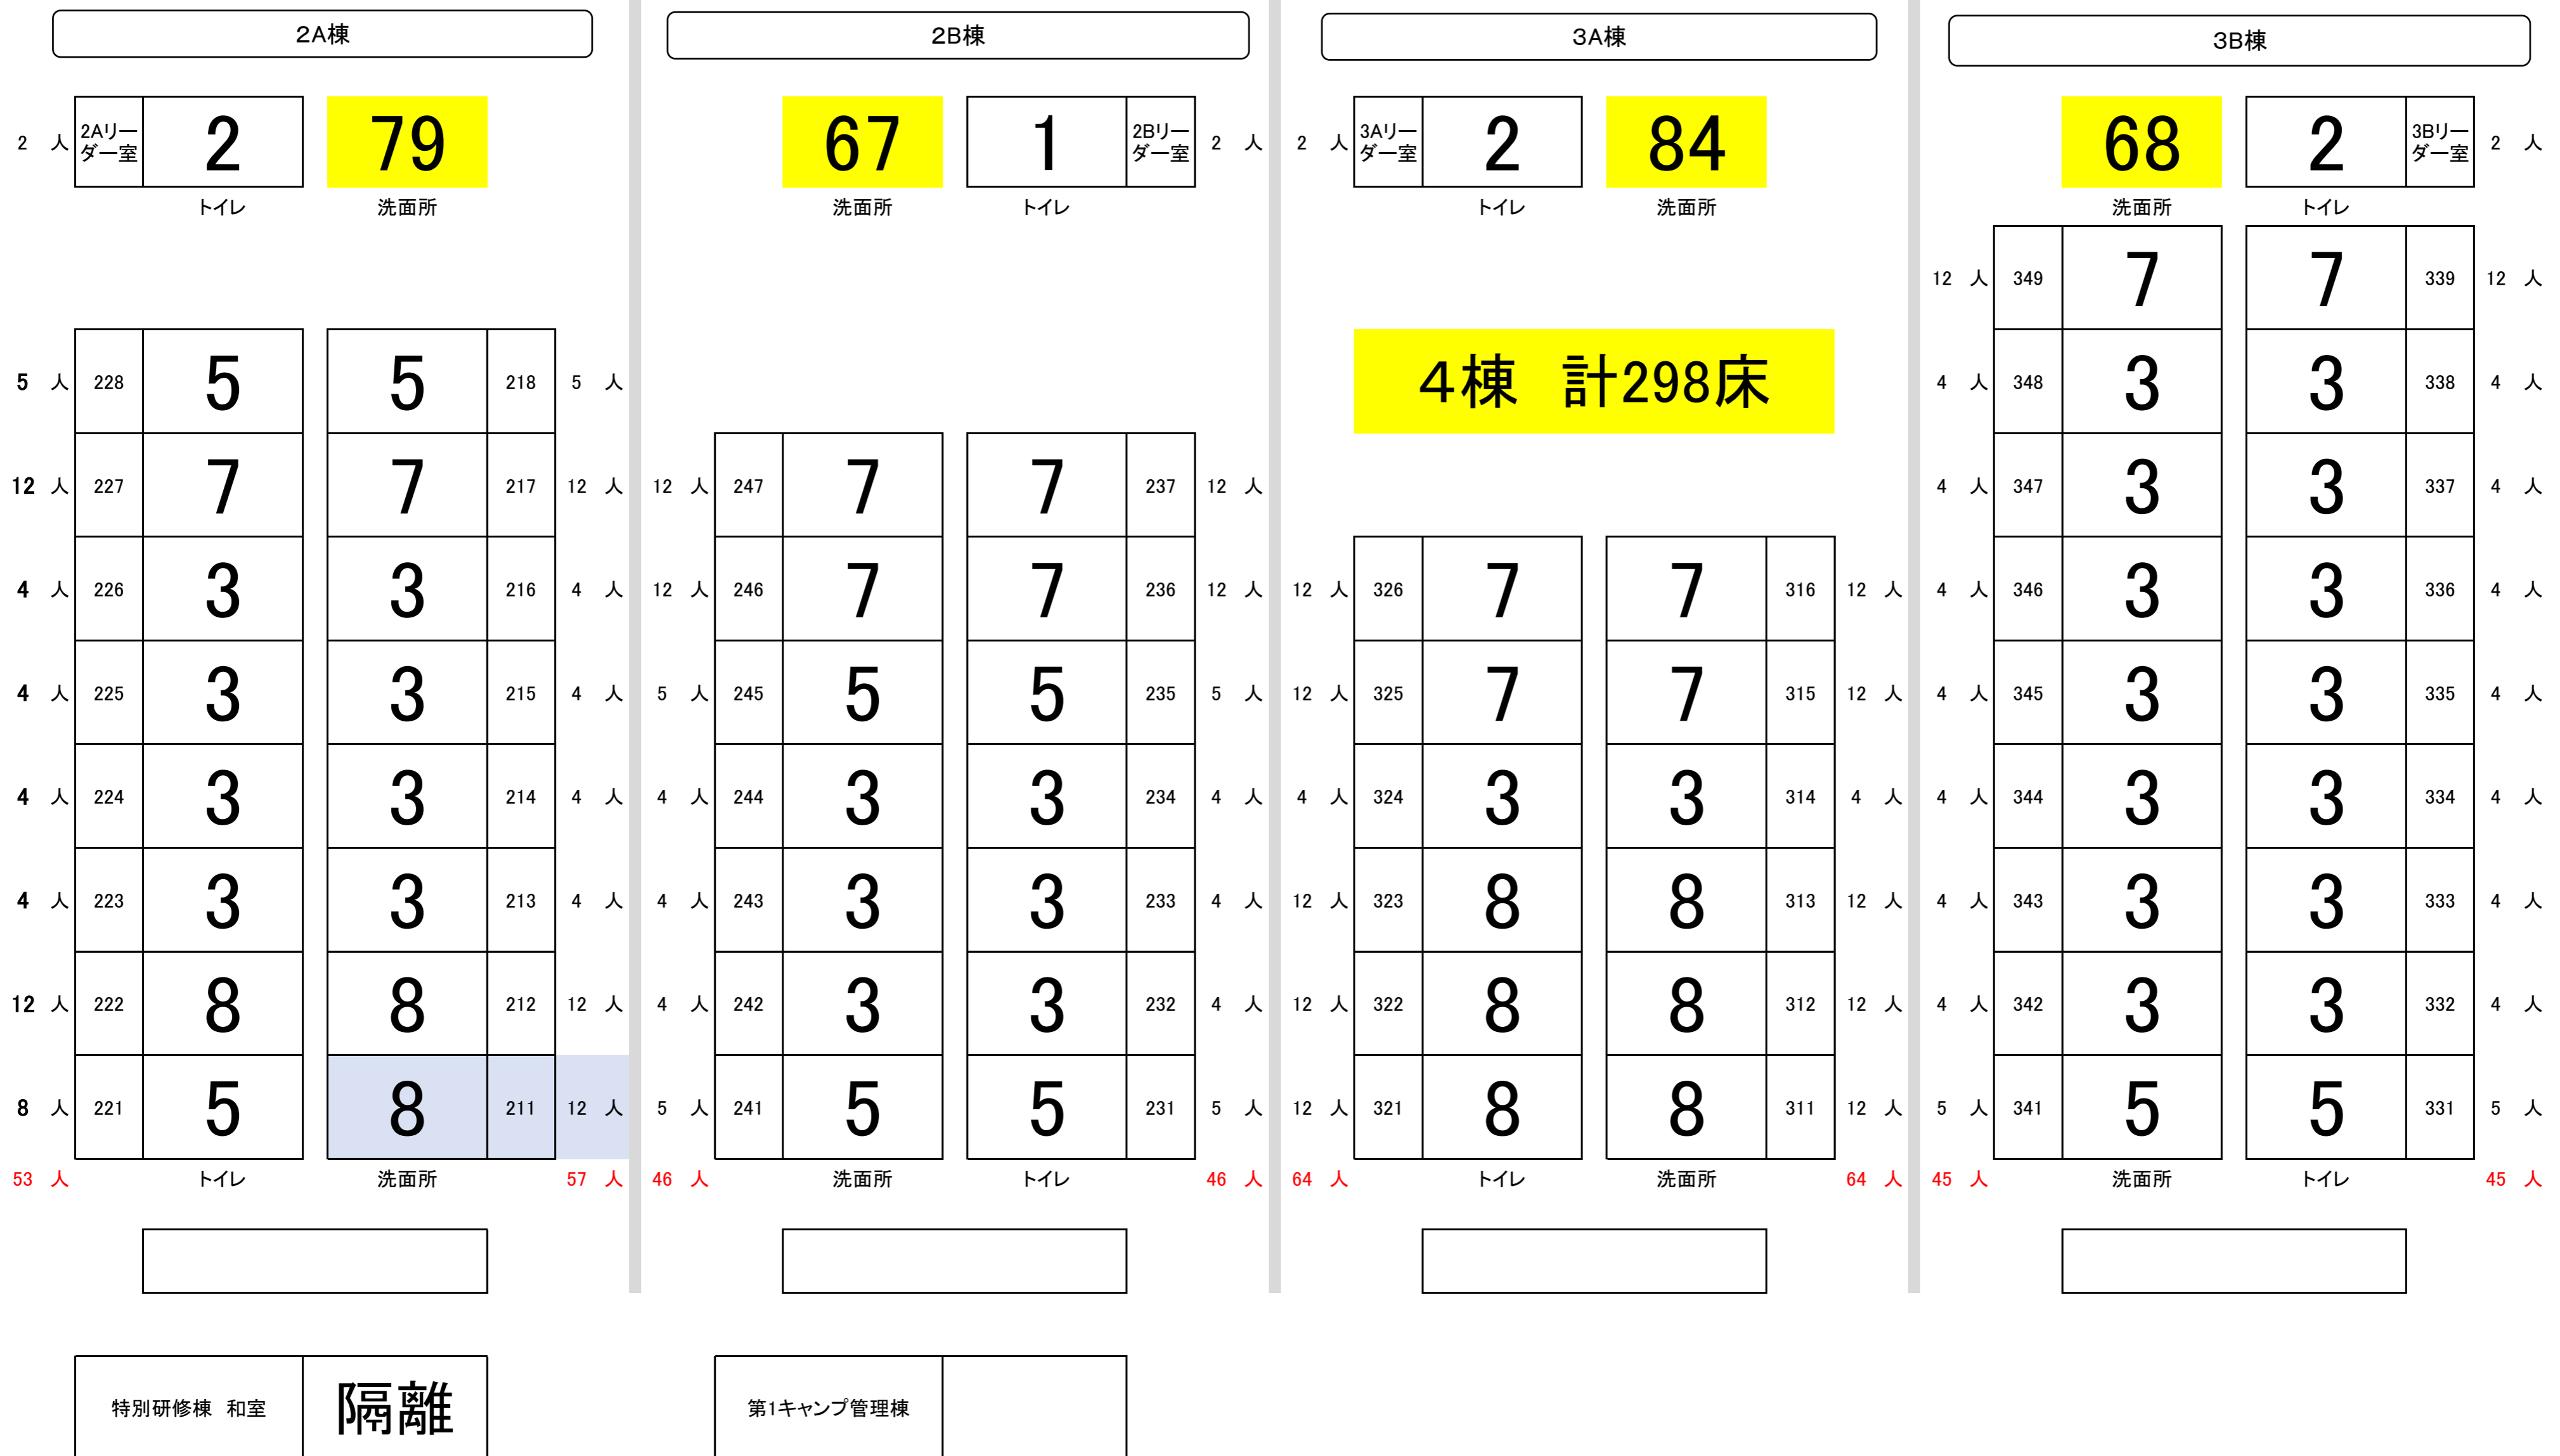 2A棟
2 人 2Aリーダー室 2 79
トイレ 洗面所
5 人 228 5 5 218 5 人
12 人 227 7 7 217 12 人
4 人 226 3 3 216 4 人
4 人 225 3 3 215 4 人
4 人 224 3 3 214 4 人
4 人 223 3 3 213 4 人
12 人 222 8 8 212 12 人
8 人 221 5 8 211 12 人
53 人 トイレ 洗面所 57 人
特別研修棟 和室 隔離
2B棟
67 1 2Bリーダー室 2 人
洗面所 トイレ
12 人 247 7 7 237 12 人
12 人 246 7 7 236 12 人
5 人 245 5 5 235 5 人
4 人 244 3 3 234 4 人
4 人 243 3 3 233 4 人
4 人 242 3 3 232 4 人
5 人 241 5 5 231 5 人
46 人 洗面所 トイレ 46 人
第1キャンプ管理棟
3A棟
2 人 3Aリーダー室 2 84
トイレ 洗面所
4棟 計298床
12 人 326 7 7 316 12 人
12 人 325 7 7 315 12 人
4 人 324 3 3 314 4 人
12 人 323 8 8 313 12 人
12 人 322 8 8 312 12 人
12 人 321 8 8 311 12 人
64 人 トイレ 洗面所 64 人
3B棟
68 2 3Bリーダー室 2 人
洗面所 トイレ
12 人 349 7 7 339 12 人
4 人 348 3 3 338 4 人
4 人 347 3 3 337 4 人
4 人 346 3 3 336 4 人
4 人 345 3 3 335 4 人
4 人 344 3 3 334 4 人
4 人 343 3 3 333 4 人
4 人 342 3 3 332 4 人
5 人 341 5 5 331 5 人
45 人 洗面所 トイレ 45 人